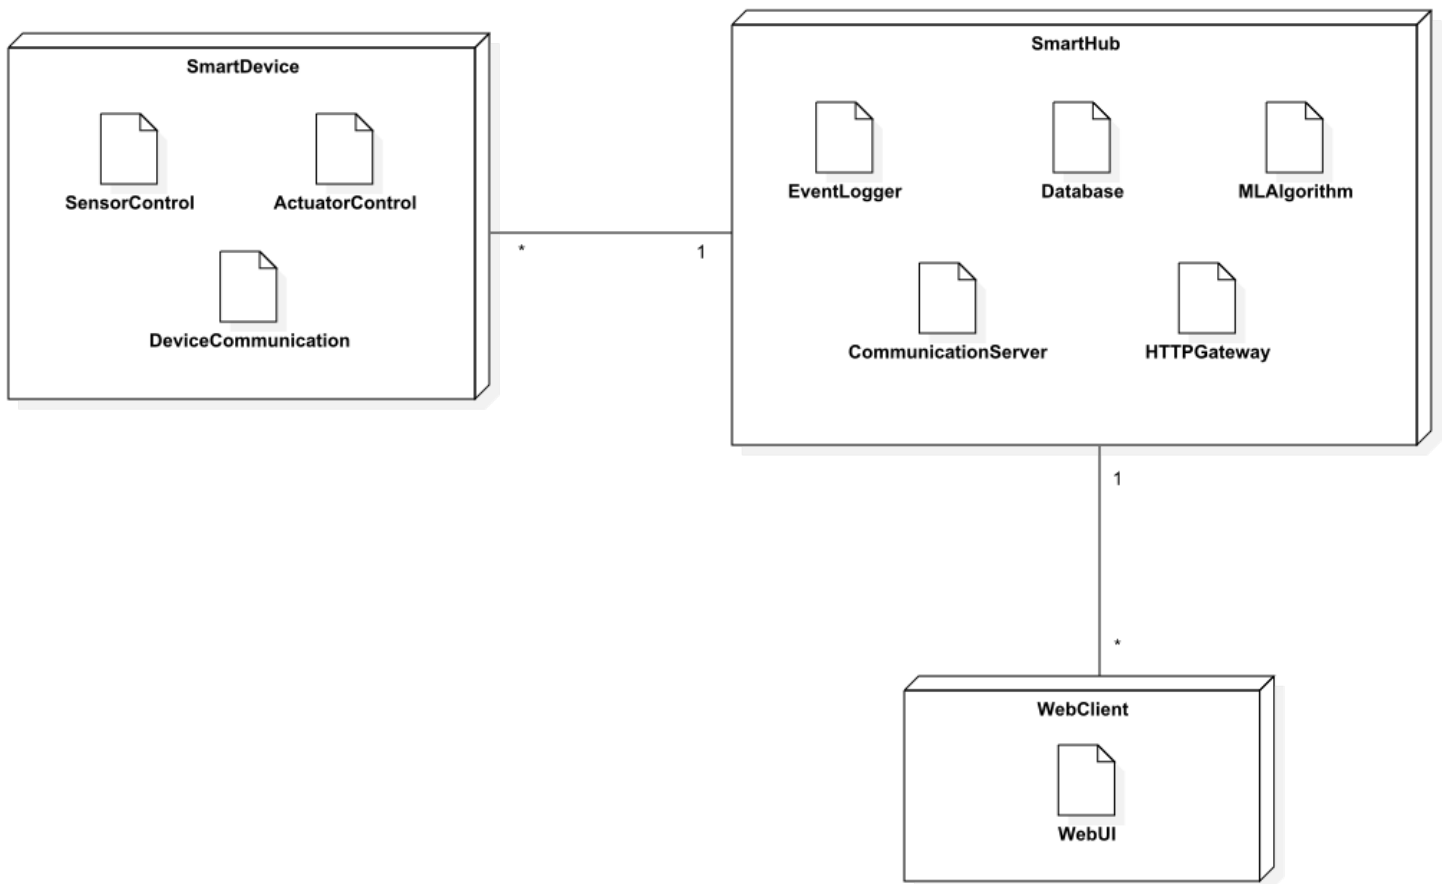 SmartDevice
SensorControl
ActuatorControl
DeviceCommunication
*
1
SmartHub
EventLogger
Database
MLAlgorithm
CommunicationServer
HTTPGateway
1
*
WebClient
WebUI